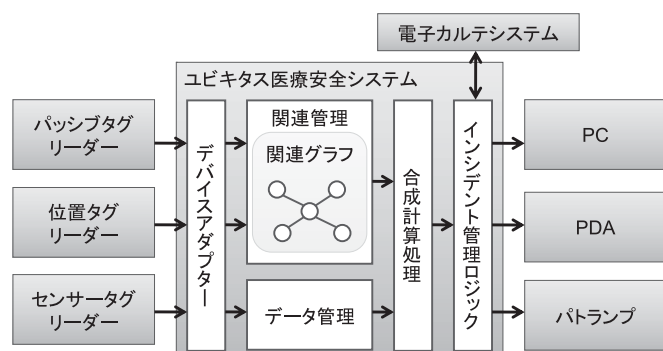 電子カルテシステム
ユビキタス医療安全システム
パッシブタグ
リーダー
位置タグ
リーダー
センサータグ
リーダー
デバイスアダプター
関連管理
関連グラフ
データ管理
合成計算処理
インシデント管理ロジック
PC
PDA
パトランプ